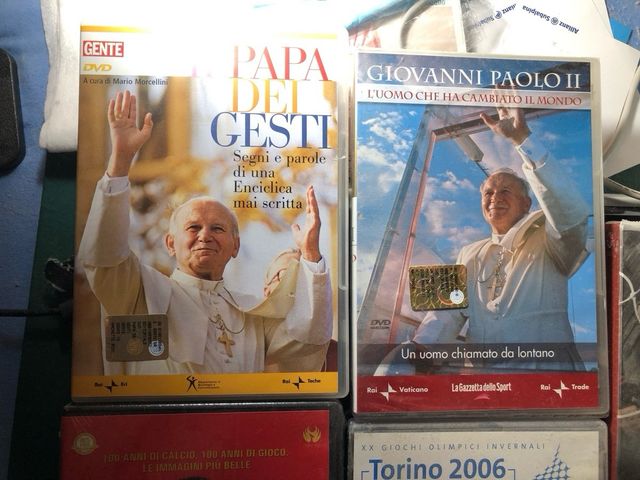 GENTE
DVD
A cura di Mario Morcellini
PAPA
DEI
GESTI
Segni e parole
di una
Enciclica
mai scritta
Rai Eri
Rai Teche
GIOVANNI PAOLO II
L'UOMO CHE HA CAMBIATO IL MONDO
DVD
Un uomo chiamato da lontano
Rai Vaticano
La Gazzetta dello Sport
Rai Trade
100 ANNI DI CALCIO, 100 ANNI DI GIOCO.
LE IMMAGINI PIÙ BELLE
XX GIOCHI OLIMPICI INVERNALI
Torino 2006
Allianz Subalpina